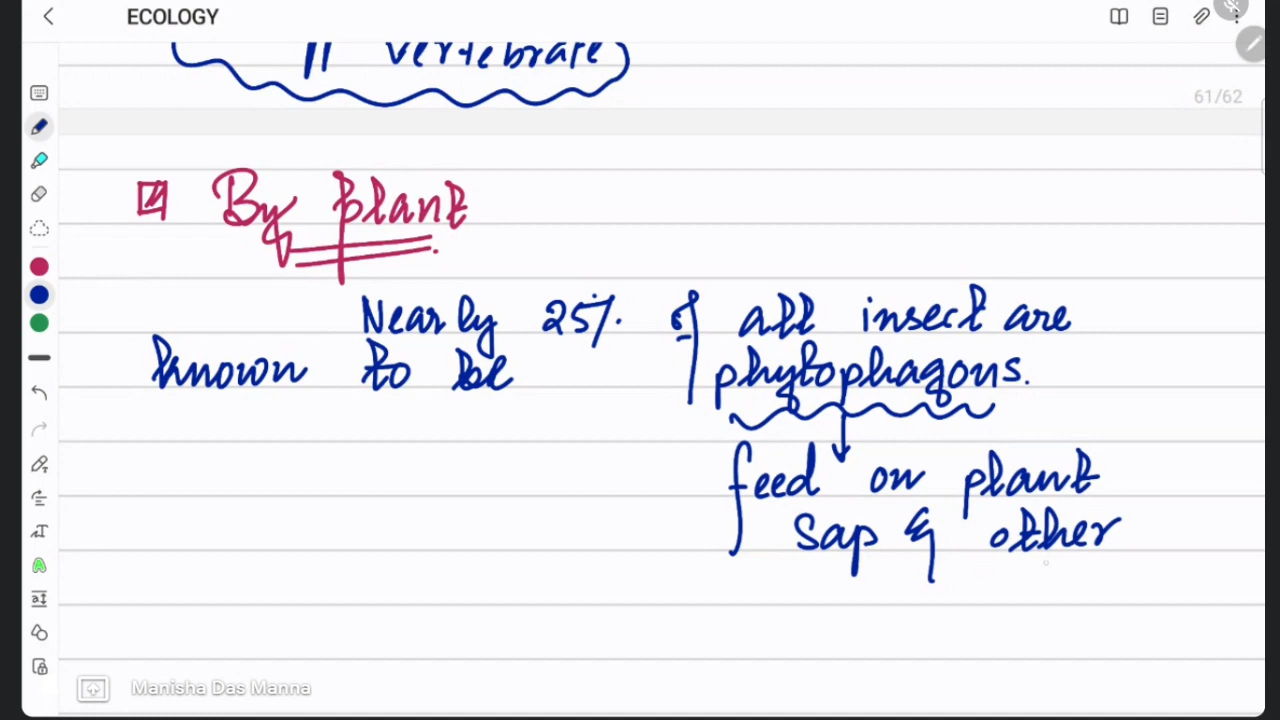 ECOLOGY
vertebrate
61/62
By Plant
Nearly 25% of all insect are
known to be phytophagous.
feed on plant
sap & other
Manisha Das Manna